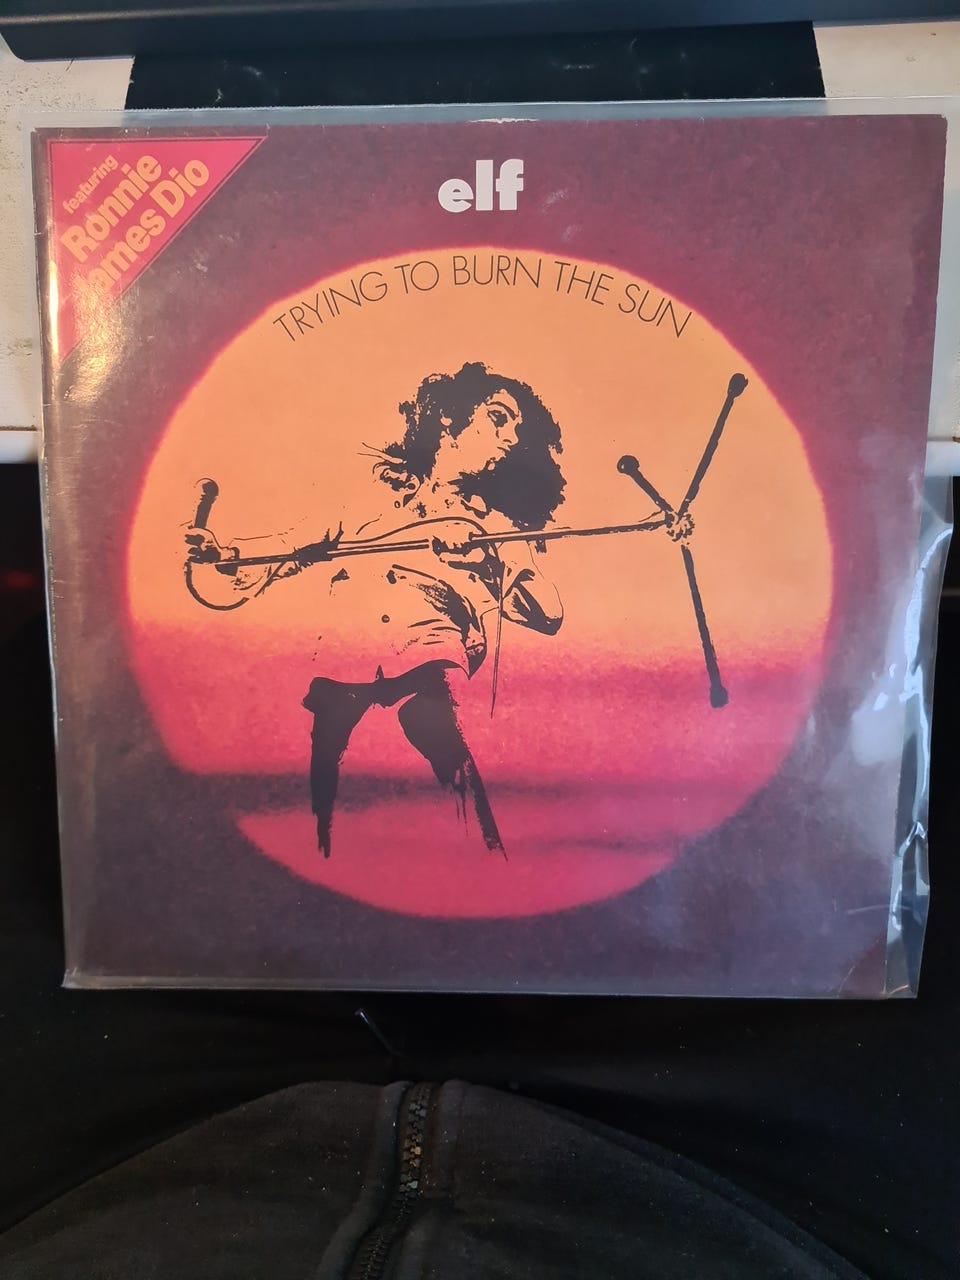 featuring
Ronnie
James Dio
elf
TRYING TO BURN THE SUN